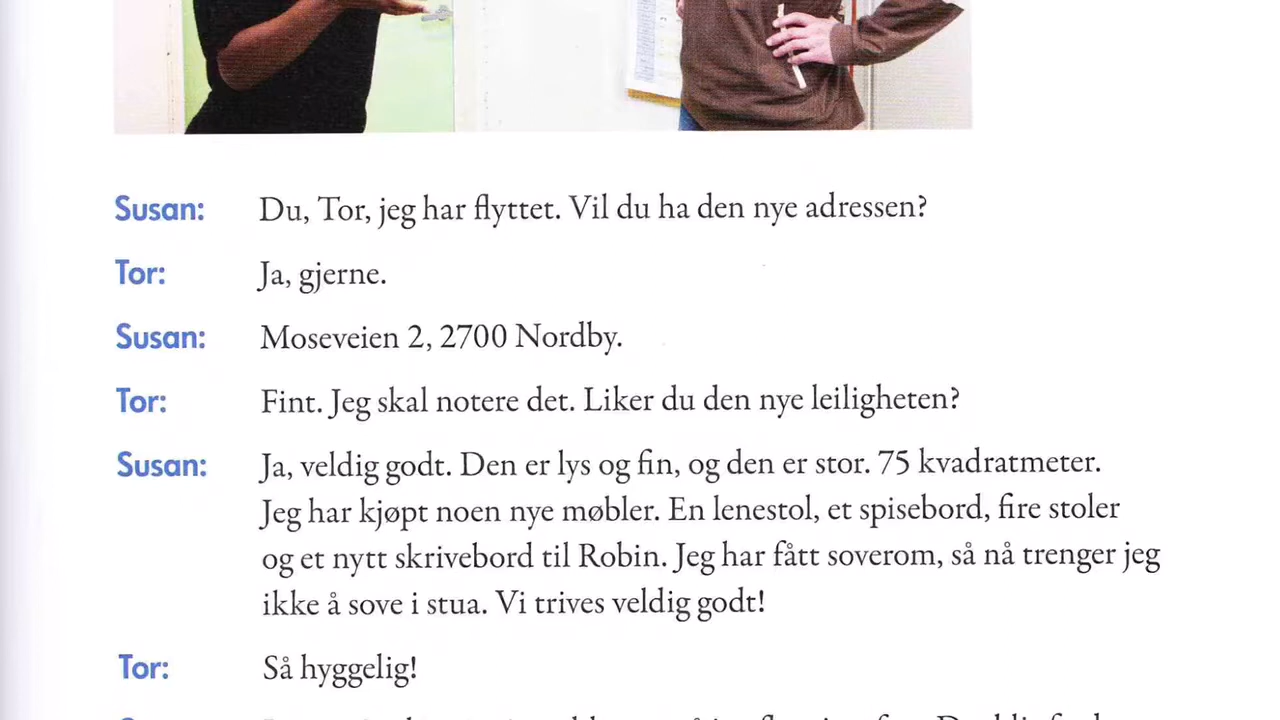 Susan: Du, Tor, jeg har flyttet. Vil du ha den nye adressen?
Tor: Ja, gjerne.
Susan: Moseveien 2, 2700 Nordby.
Tor: Fint. Jeg skal notere det. Liker du den nye leiligheten?
Susan: Ja, veldig godt. Den er lys og fin, og den er stor. 75 kvadratmeter.
Jeg har kjøpt noen nye møbler. En lenestol, et spisebord, fire stoler
og et nytt skrivebord til Robin. Jeg har fått soverom, så nå trenger jeg
ikke å sove i stua. Vi trives veldig godt!
Tor: Så hyggelig!